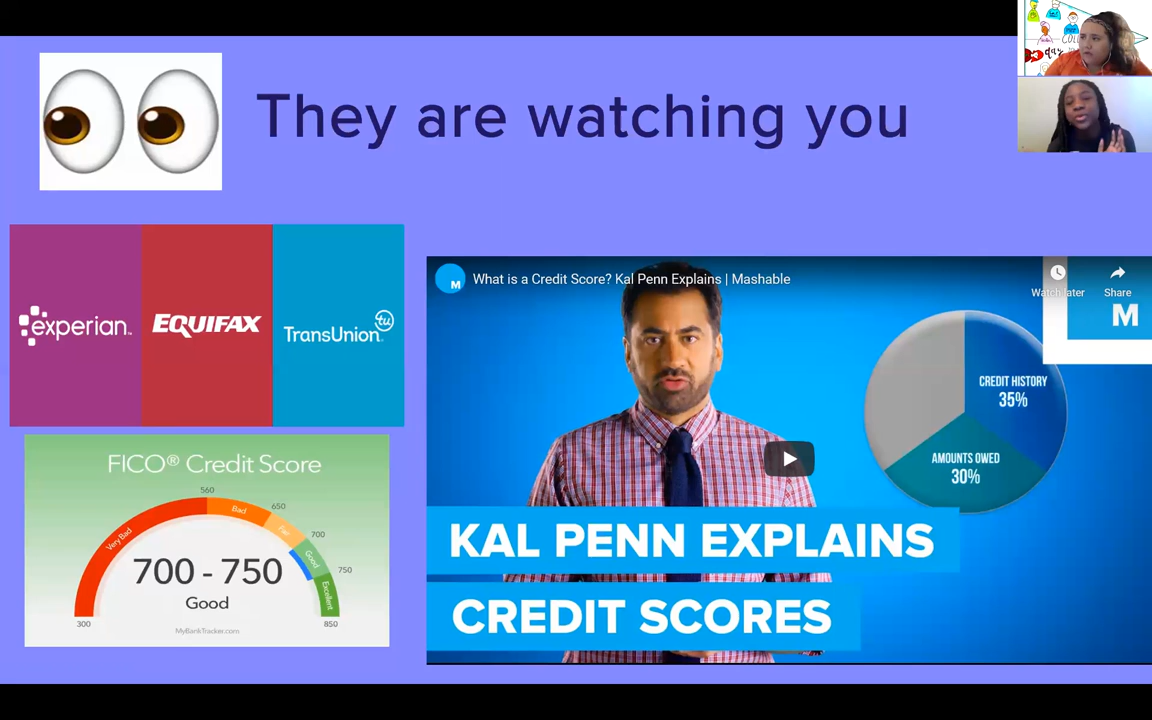 They are watching you
experian.
EQUIFAX
TransUnion
tu
FICO® Credit Score
560
650
700
750
300
850
Very Bad
Bad
Fair
Good
Excellent
700 - 750
Good
MyBankTracker.com
M
What is a Credit Score? Kal Penn Explains | Mashable
Watch later
Share
M
CREDIT HISTORY
35%
AMOUNTS OWED
30%
KAL PENN EXPLAINS
CREDIT SCORES